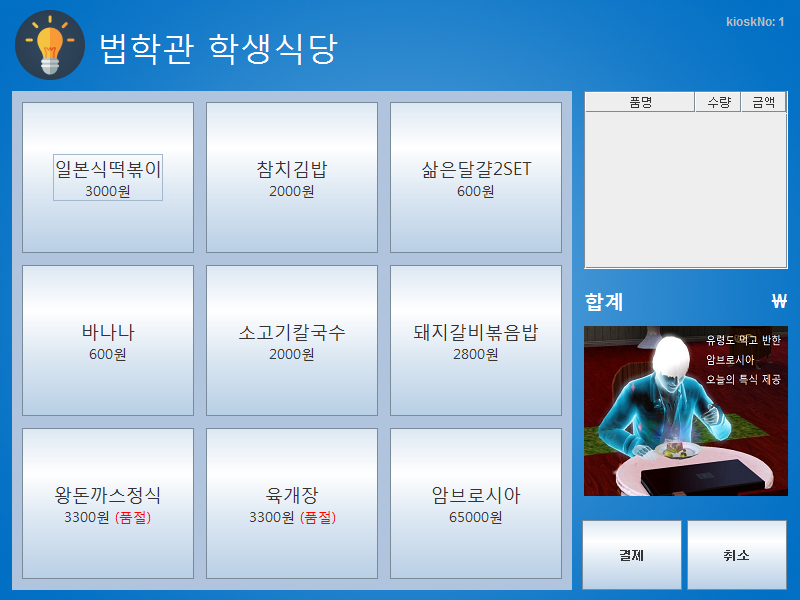 kioskNo: 1
법학관 학생식당
일본식떡볶이
3000원
참치김밥
2000원
삶은달걀2SET
600원
바나나
600원
소고기칼국수
2000원
돼지갈비볶음밥
2800원
왕돈까스정식
3300원 (품절)
육개장
3300원 (품절)
암브로시아
65000원
품명 수량 금액
합계 ₩
유령도 먹고 반한
암브로시아
오늘의 특식 제공
결제
취소